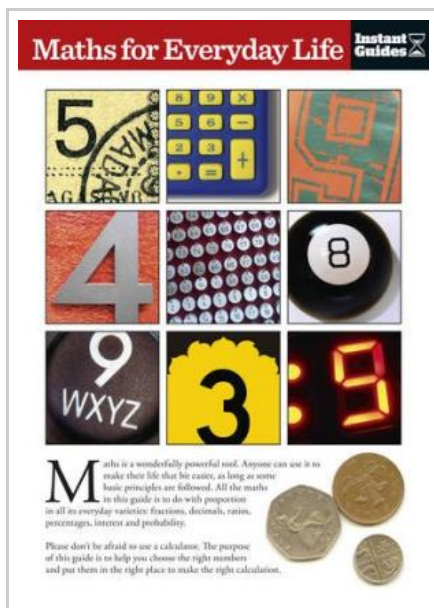 Maths for Everyday Life
Instant
Guides
5
MADA
AGASCAR
8 9 ×
5 6 −
2 3 +
• =
9
4
8
9
WXYZ
3
:9
Maths is a wonderfully powerful tool. Anyone can use it to
make their life that bit easier, as long as some
basic principles are followed. All the maths
in this guide is to do with proportion
in all its everyday varieties: fractions, decimals, ratios,
percentages, interest and probability.
Please don't be afraid to use a calculator. The purpose
of this guide is to help you choose the right numbers
and put them in the right place to make the right calculation.